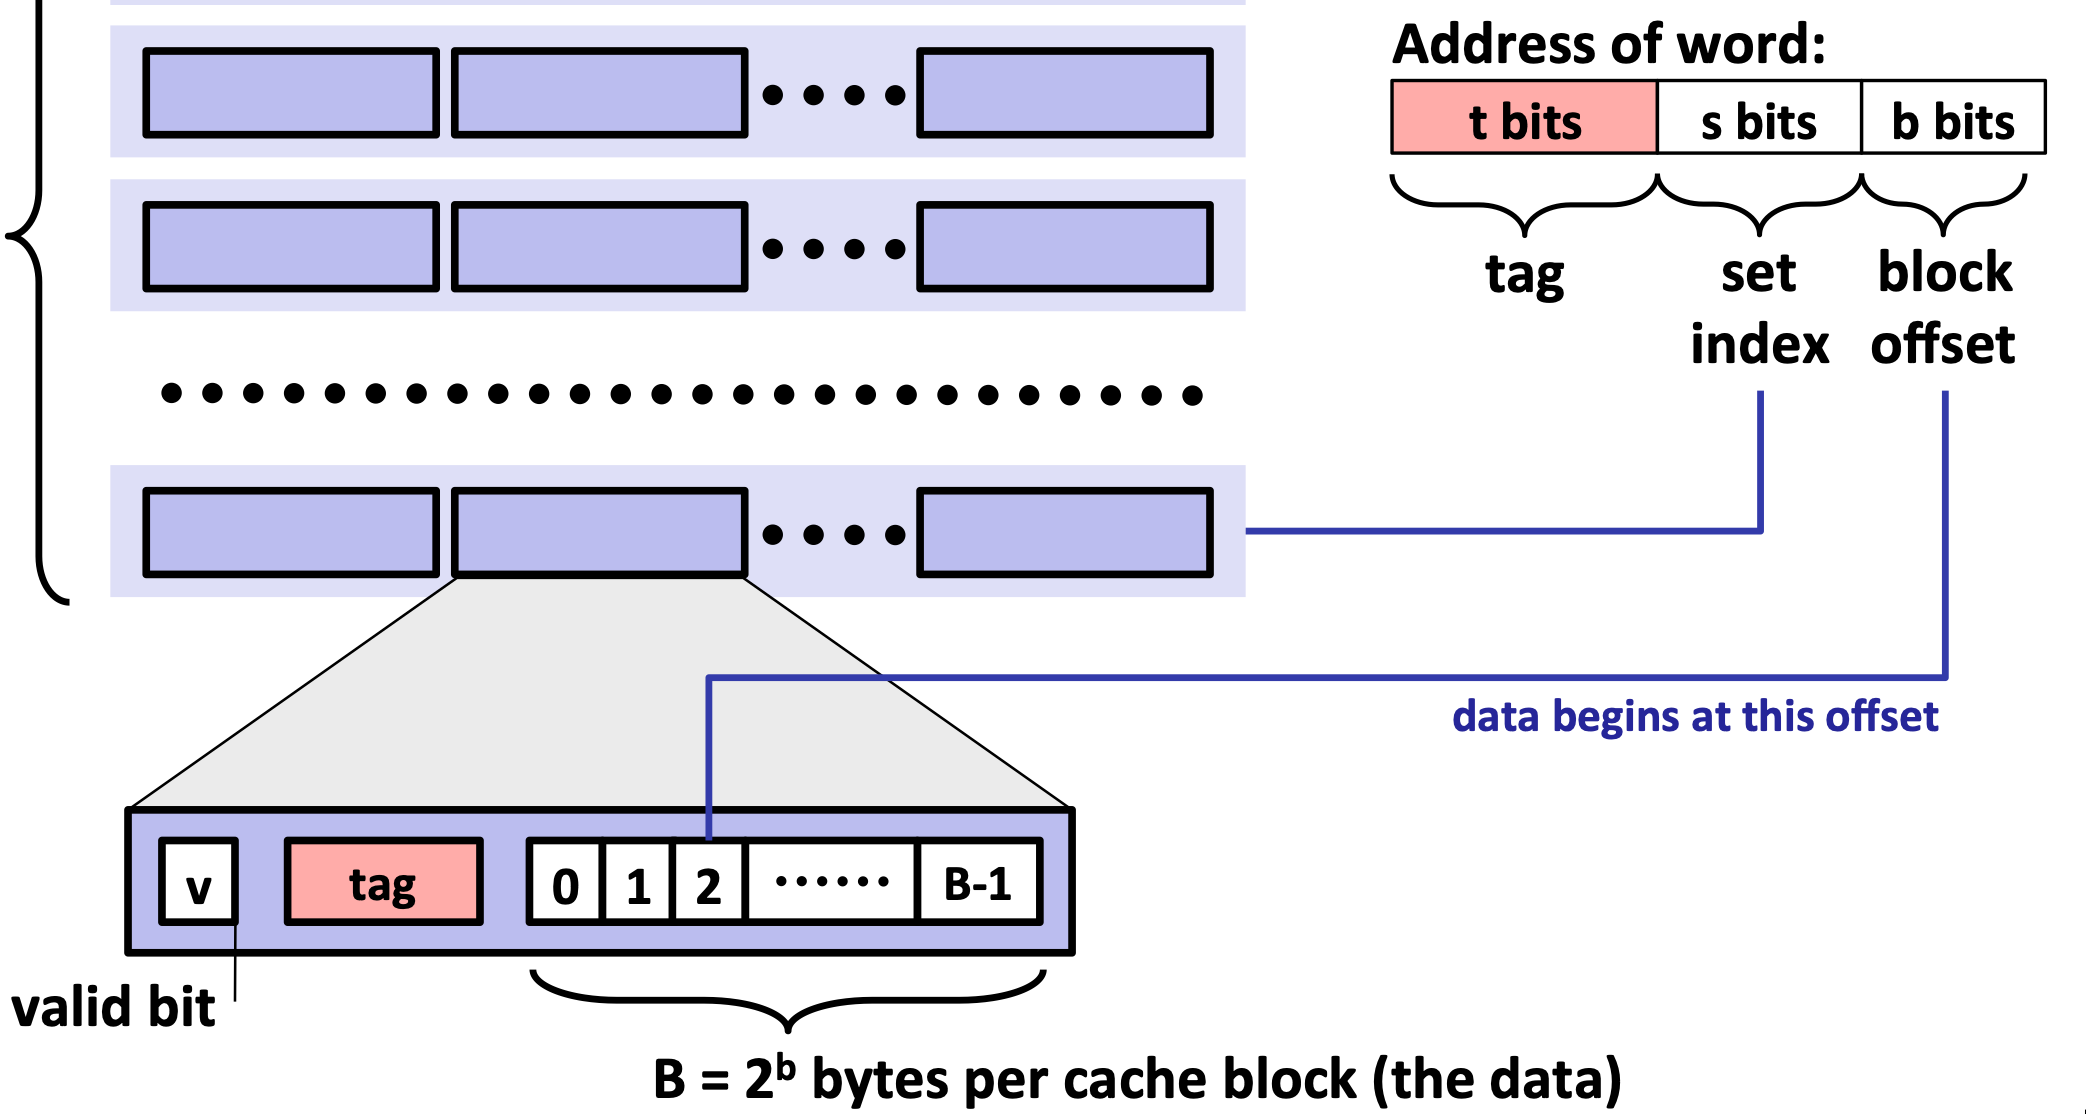 Address of word:
t bits s bits b bits
tag set index block offset
data begins at this offset
v tag 0 1 2 ······ B-1
valid bit
B = 2ᵇ bytes per cache block (the data)